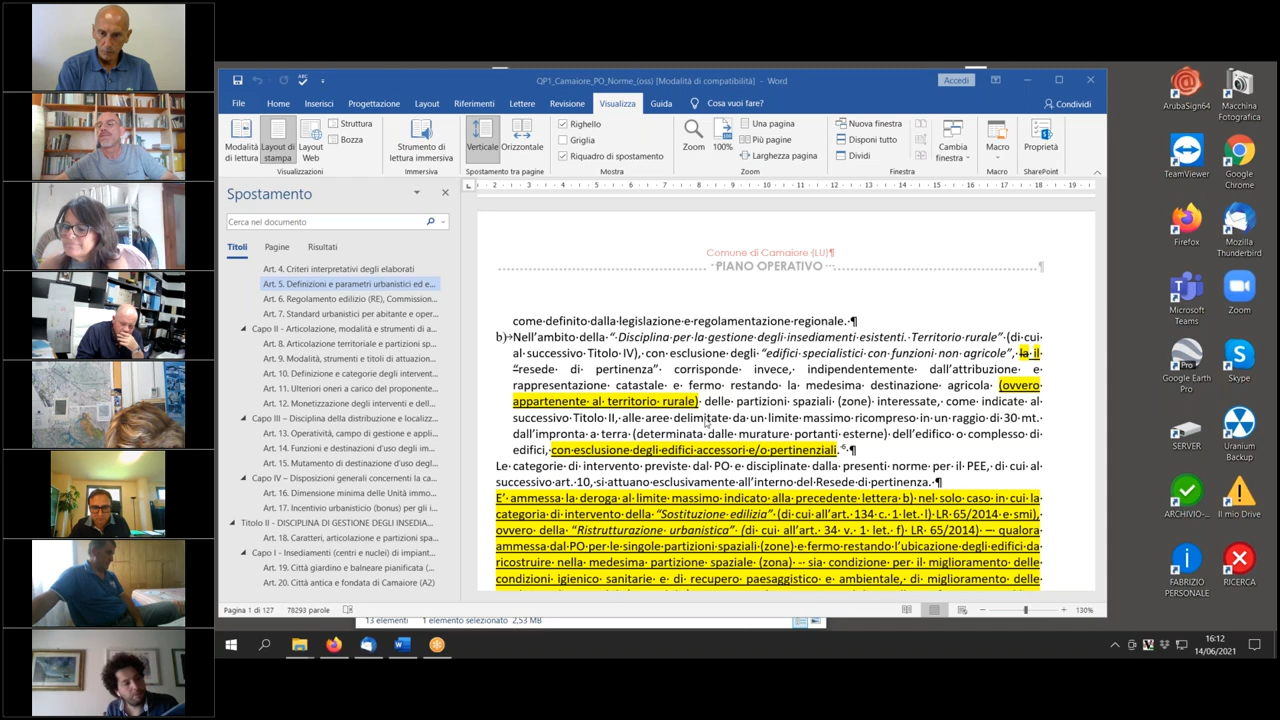 QP1_Camaiore_PO_Norme_(oss) [Modalità di compatibilità] - Word
Accedi
File Home Inserisci Progettazione Layout Riferimenti Lettere Revisione Visualizza Guida Cosa vuoi fare? Condividi
Modalità di lettura
Layout di stampa
Layout Web
Struttura
Bozza
Visualizzazioni
Strumento di lettura immersiva
Immersiva
Verticale
Orizzontale
Spostamento tra pagine
Righello
Griglia
Riquadro di spostamento
Mostra
Zoom
100%
Una pagina
Più pagine
Larghezza pagina
Zoom
Nuova finestra
Disponi tutto
Dividi
Cambia finestra
Finestra
Macro
Macro
Proprietà
SharePoint
Spostamento
Cerca nel documento
Titoli Pagine Risultati
Art. 4. Criteri interpretativi degli elaborati
Art. 5. Definizioni e parametri urbanistici ed e...
Art. 6. Regolamento edilizio (RE), Commission...
Art. 7. Standard urbanistici per abitante e oper...
Capo II - Articolazione, modalità e strumenti di a...
Art. 8. Articolazione territoriale e partizioni sp...
Art. 9. Modalità, strumenti e titoli di attuazion...
Art. 10. Definizione e categorie degli intervent...
Art. 11. Ulteriori oneri a carico del proponente...
Art. 12. Monetizzazione degli interventi e dell...
Capo III – Disciplina della distribuzione e localizz...
Art. 13. Operatività, campo di gestione e appli...
Art. 14. Funzioni e destinazioni d'uso degli im...
Art. 15. Mutamento di destinazione d'uso degl...
Capo IV – Disposizioni generali concernenti la ca...
Art. 16. Dimensione minima delle Unità immo...
Art. 17. Incentivo urbanistico (bonus) per gli i...
Titolo II - DISCIPLINA DI GESTIONE DEGLI INSEDIA...
Art. 18. Caratteri, articolazione e partizioni spa...
Capo I - Insediamenti (centri e nuclei) di impiant...
Art. 19. Città giardino e balneare pianificata (...
Art. 20. Città antica e fondata di Camaiore (A2)
2 3 4 5 6 7 8 9 10 11 12 13 14 15 16 17 18 19
Comune di Camaiore (LU)¶
PIANO OPERATIVO ¶
come definito dalla legislazione e regolamentazione regionale. ¶
b) Nell'ambito della “ Disciplina per la gestione degli insediamenti esistenti. Territorio rurale” (di cui
al successivo Titolo IV), con esclusione degli “edifici specialistici con funzioni non agricole”, la il
“resede di pertinenza” corrisponde invece, indipendentemente dall'attribuzione e
rappresentazione catastale e fermo restando la medesima destinazione agricola (ovvero
appartenente al territorio rurale) delle partizioni spaziali (zone) interessate, come indicate al
successivo Titolo II, alle aree delimitate da un limite massimo ricompreso in un raggio di 30 mt.
dall'impronta a terra (determinata dalle murature portanti esterne) dell'edifico o complesso di
edifici, con esclusione degli edifici accessori e/o pertinenziali. 6. ¶
Le categorie di intervento previste dal PO e disciplinate dalla presenti norme per il PEE, di cui al
successivo art. 10, si attuano esclusivamente all'interno del Resede di pertinenza. ¶
E' ammessa la deroga al limite massimo indicato alla precedente lettera b) nel solo caso in cui la
categoria di intervento della “Sostituzione edilizia” (di cui all'art. 134 c. 1 let. l) LR 65/2014 e smi),
ovvero della “Ristrutturazione urbanistica” (di cui all'art. 34 v. 1 let. f) LR 65/2014) – qualora
ammessa dal PO per le singole partizioni spaziali (zone) e fermo restando l'ubicazione degli edifici da
ricostruire nella medesima partizione spaziale (zona) - sia condizione per il miglioramento delle
condizioni igienico sanitarie e di recupero paesaggistico e ambientale, di miglioramento delle
Pagina 1 di 127 78293 parole 130%
13 elementi 1 elemento selezionato 2,53 MB
ArubaSign64
Macchina Fotografica
TeamViewer
Google Chrome
Firefox
Mozilla Thunderbird
Microsoft Teams
Zoom
Google Earth Pro
Skype
SERVER
Uranium Backup
ARCHIVIO-...
Il mio Drive
FABRIZIO PERSONALE
RICERCA
16:12
14/06/2021